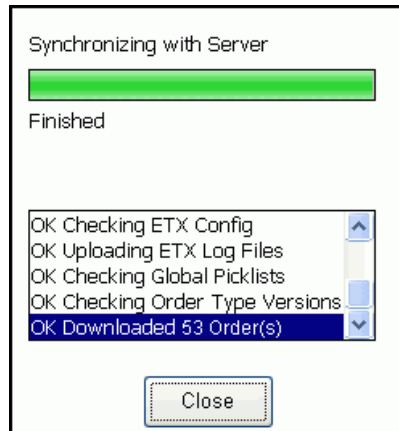 Synchronizing with Server
Finished
OK Checking ETX Config
OK Uploading ETX Log Files
OK Checking Global Picklists
OK Checking Order Type Versions
OK Downloaded 53 Order(s)
Close